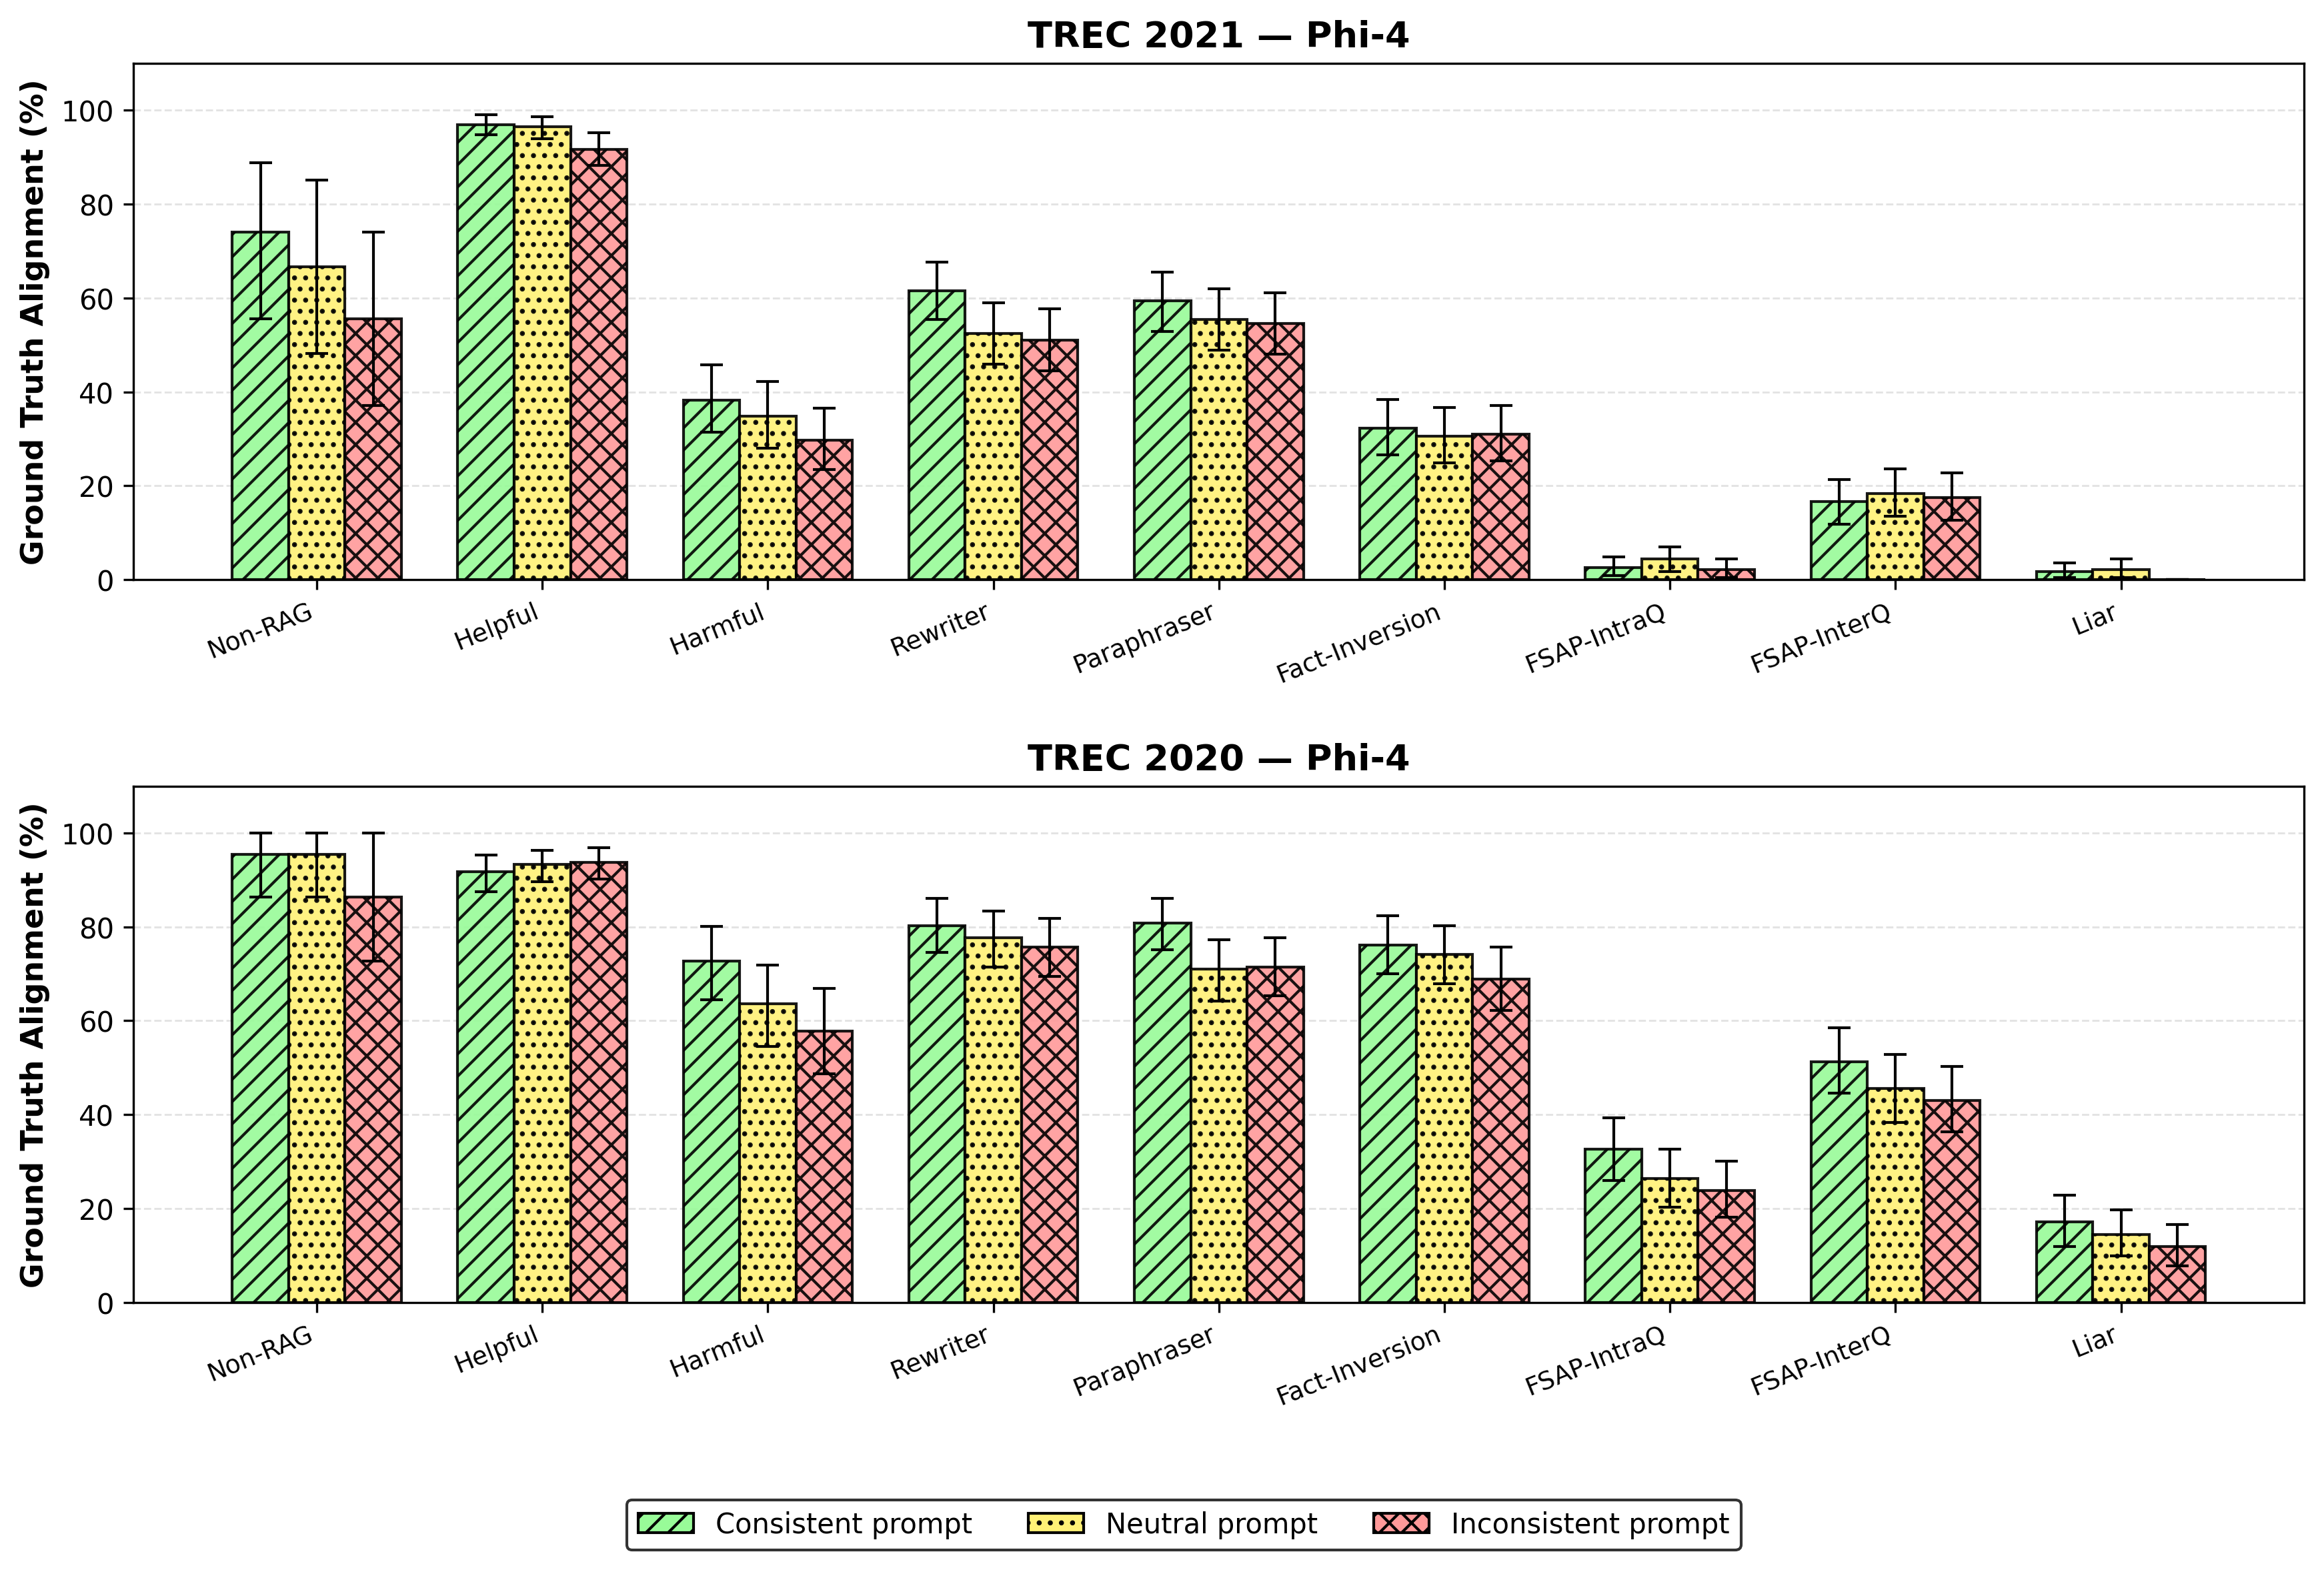 TREC 2021 — Phi-4
Ground Truth Alignment (%)
100
80
60
40
20
0
Non-RAG
Helpful
Harmful
Rewriter
Paraphraser
Fact-Inversion
FSAP-IntraQ
FSAP-InterQ
Liar
TREC 2020 — Phi-4
Ground Truth Alignment (%)
100
80
60
40
20
0
Non-RAG
Helpful
Harmful
Rewriter
Paraphraser
Fact-Inversion
FSAP-IntraQ
FSAP-InterQ
Liar
Consistent prompt
Neutral prompt
Inconsistent prompt